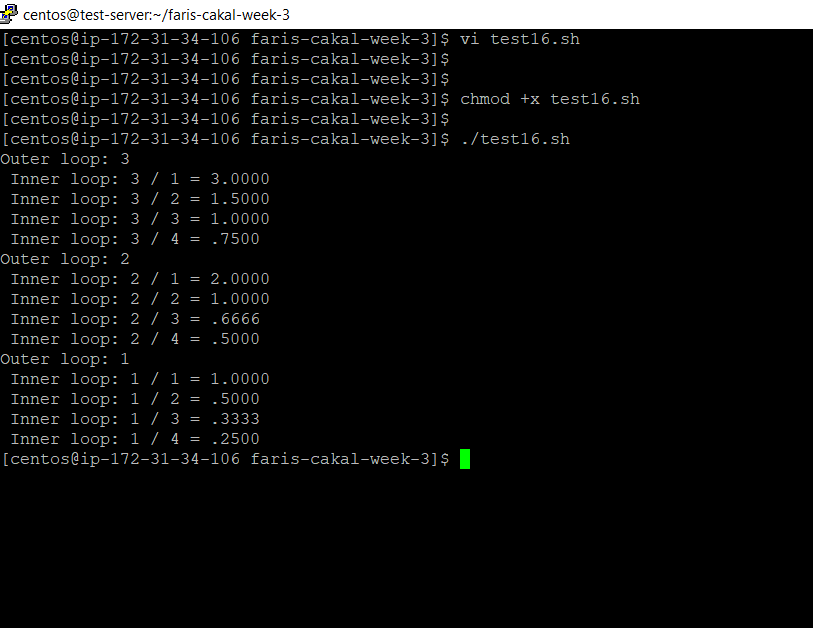 centos@test-server:~/faris-cakal-week-3
[centos@ip-172-31-34-106 faris-cakal-week-3]$ vi test16.sh
[centos@ip-172-31-34-106 faris-cakal-week-3]$
[centos@ip-172-31-34-106 faris-cakal-week-3]$
[centos@ip-172-31-34-106 faris-cakal-week-3]$ chmod +x test16.sh
[centos@ip-172-31-34-106 faris-cakal-week-3]$
[centos@ip-172-31-34-106 faris-cakal-week-3]$ ./test16.sh
Outer loop: 3
 Inner loop: 3 / 1 = 3.0000
 Inner loop: 3 / 2 = 1.5000
 Inner loop: 3 / 3 = 1.0000
 Inner loop: 3 / 4 = .7500
Outer loop: 2
 Inner loop: 2 / 1 = 2.0000
 Inner loop: 2 / 2 = 1.0000
 Inner loop: 2 / 3 = .6666
 Inner loop: 2 / 4 = .5000
Outer loop: 1
 Inner loop: 1 / 1 = 1.0000
 Inner loop: 1 / 2 = .5000
 Inner loop: 1 / 3 = .3333
 Inner loop: 1 / 4 = .2500
[centos@ip-172-31-34-106 faris-cakal-week-3]$